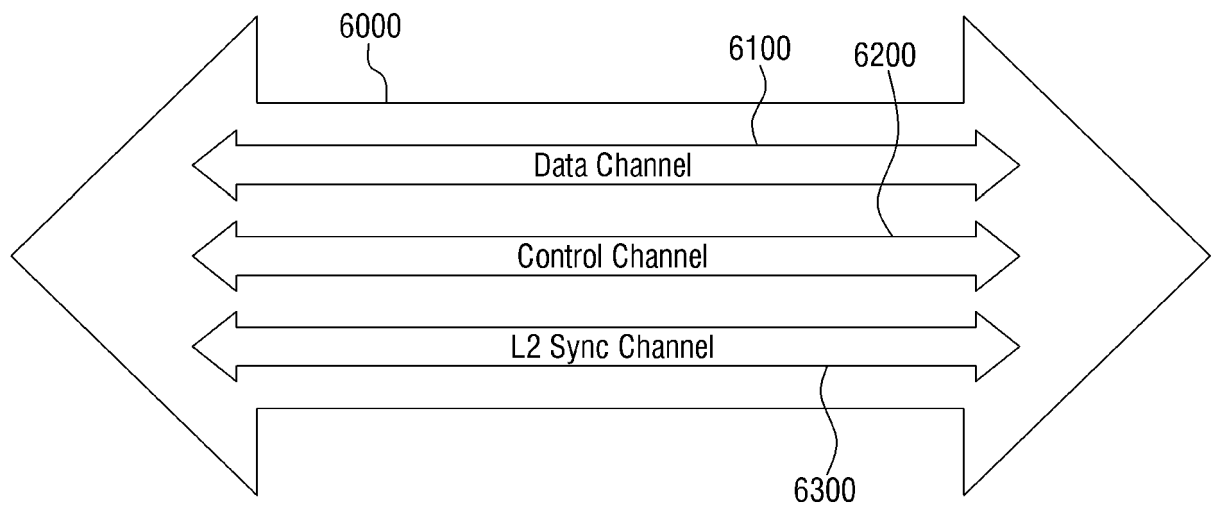 6000
6100
6200
Data Channel
Control Channel
L2 Sync Channel
6300